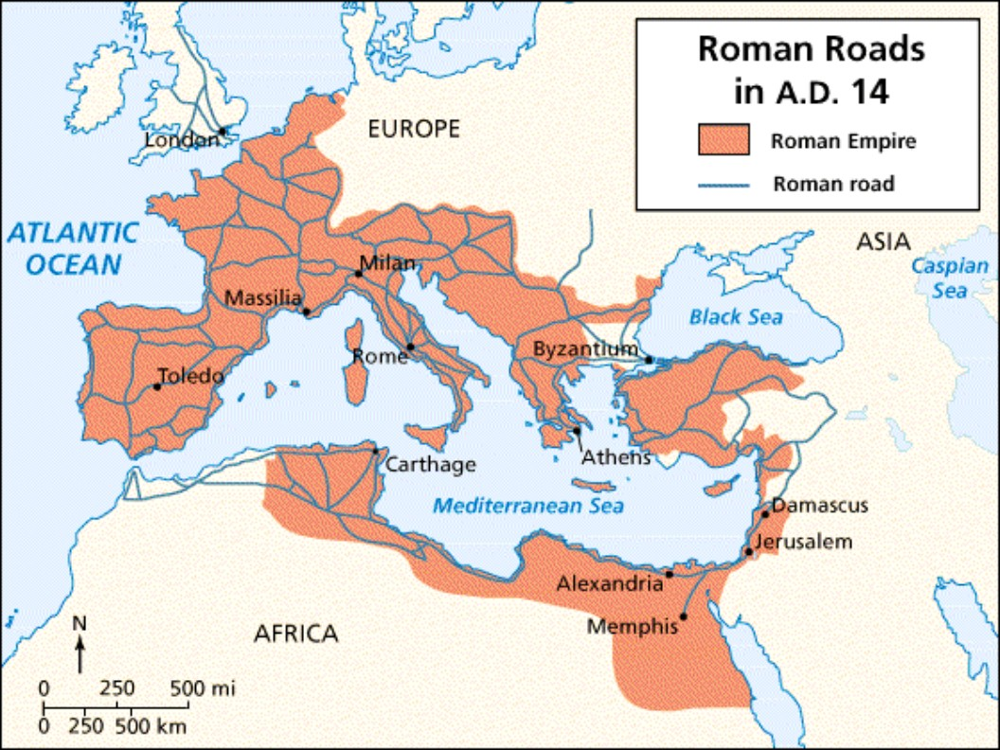 Roman Roads
in A.D. 14
Roman Empire
Roman road
EUROPE
London
ATLANTIC
OCEAN
ASIA
Caspian
Sea
Milan
Massilia
Black Sea
Byzantium
Rome
Toledo
Athens
Carthage
Mediterranean Sea
Damascus
Jerusalem
Alexandria
Memphis
AFRICA
N
0 250 500 mi
0 250 500 km